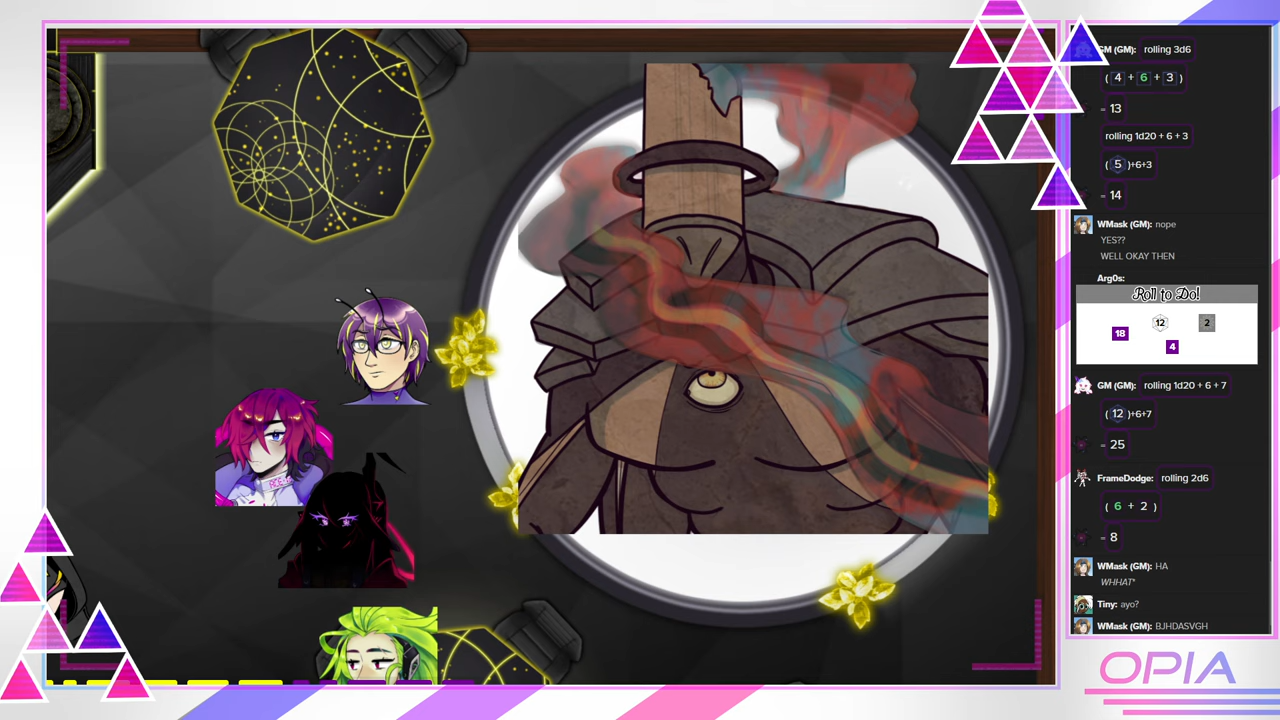 GM (GM): rolling 3d6
( 4 + 6 + 3 )
= 13
rolling 1d20 + 6 + 3
( 5 )+6+3
= 14
WMask (GM): nope
YES??
WELL OKAY THEN
Arg0s:
Roll to Do!
18 12 4 2
GM (GM): rolling 1d20 + 6 + 7
( 12 )+6+7
= 25
FrameDodge: rolling 2d6
( 6 + 2 )
= 8
WMask (GM): HA
WHHAT*
Tiny: ayo?
WMask (GM): BJHDASVGH
OPIA